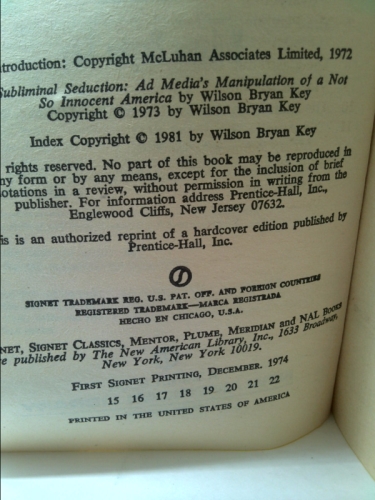 ntroduction: Copyright McLuhan Associates Limited, 1972
Subliminal Seduction: Ad Media's Manipulation of a Not
So Innocent America by Wilson Bryan Key
Copyright © 1973 by Wilson Bryan Key
Index Copyright © 1981 by Wilson Bryan Key
rights reserved. No part of this book may be reproduced in
ny form or by any means, except for the inclusion of brief
otations in a review, without permission in writing from the
publisher. For information address Prentice-Hall, Inc.,
Englewood Cliffs, New Jersey 07632.
is is an authorized reprint of a hardcover edition published by
Prentice-Hall, Inc.
SIGNET TRADEMARK REG. U.S. PAT. OFF. AND FOREIGN COUNTRIES
REGISTERED TRADEMARK—MARCA REGISTRADA
HECHO EN CHICAGO, U.S.A.
NET, SIGNET CLASSICS, MENTOR, PLUME, MERIDIAN and NAL BOOKS
re published by The New American Library, Inc., 1633 Broadway,
New York, New York 10019.
FIRST SIGNET PRINTING, DECEMBER, 1974
15 16 17 18 19 20 21 22
PRINTED IN THE UNITED STATES OF AMERICA